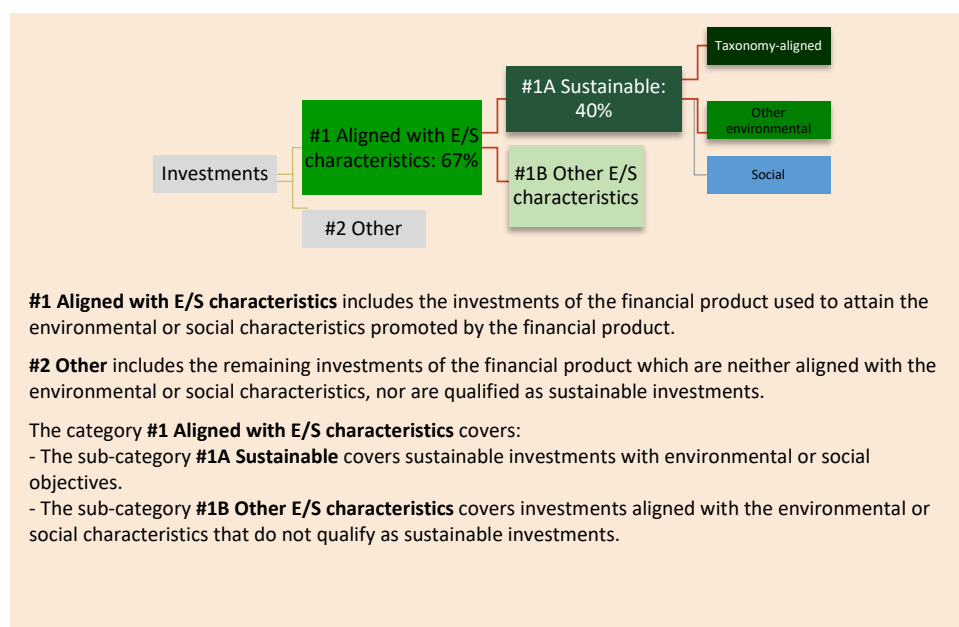 Taxonomy-aligned
#1A Sustainable:
40%
Other
environmental
#1 Aligned with E/S
characteristics: 67%
Investments
#1B Other E/S
characteristics
Social
#2 Other
#1 Aligned with E/S characteristics includes the investments of the financial product used to attain the
environmental or social characteristics promoted by the financial product.
#2 Other includes the remaining investments of the financial product which are neither aligned with the
environmental or social characteristics, nor are qualified as sustainable investments.
The category #1 Aligned with E/S characteristics covers:
- The sub-category #1A Sustainable covers sustainable investments with environmental or social
objectives.
- The sub-category #1B Other E/S characteristics covers investments aligned with the environmental or
social characteristics that do not qualify as sustainable investments.